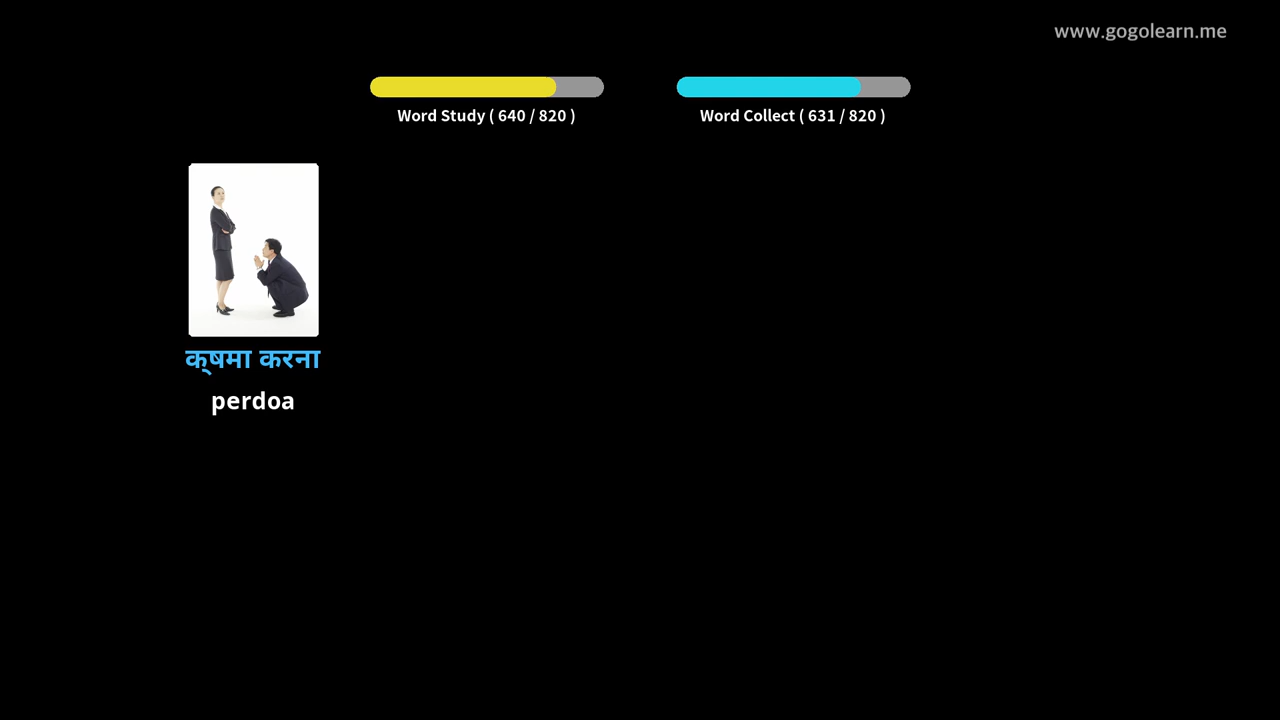 www.gogolearn.me
Word Study ( 640 / 820 )
Word Collect ( 631 / 820 )
क्षमा करना
perdoa